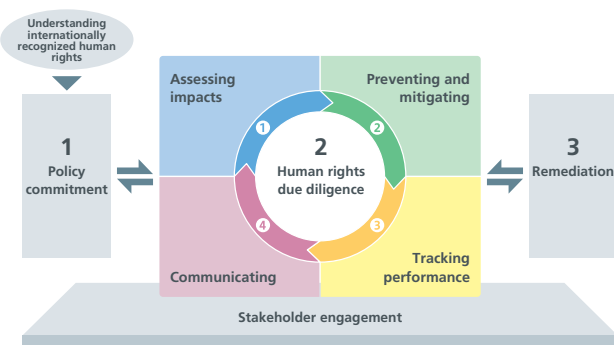 Understanding
internationally
recognized human
rights
1
Policy
commitment
Assessing
impacts
Preventing and
mitigating
1
2
2
Human rights
due diligence
4
3
Communicating
Tracking
performance
3
Remediation
Stakeholder engagement